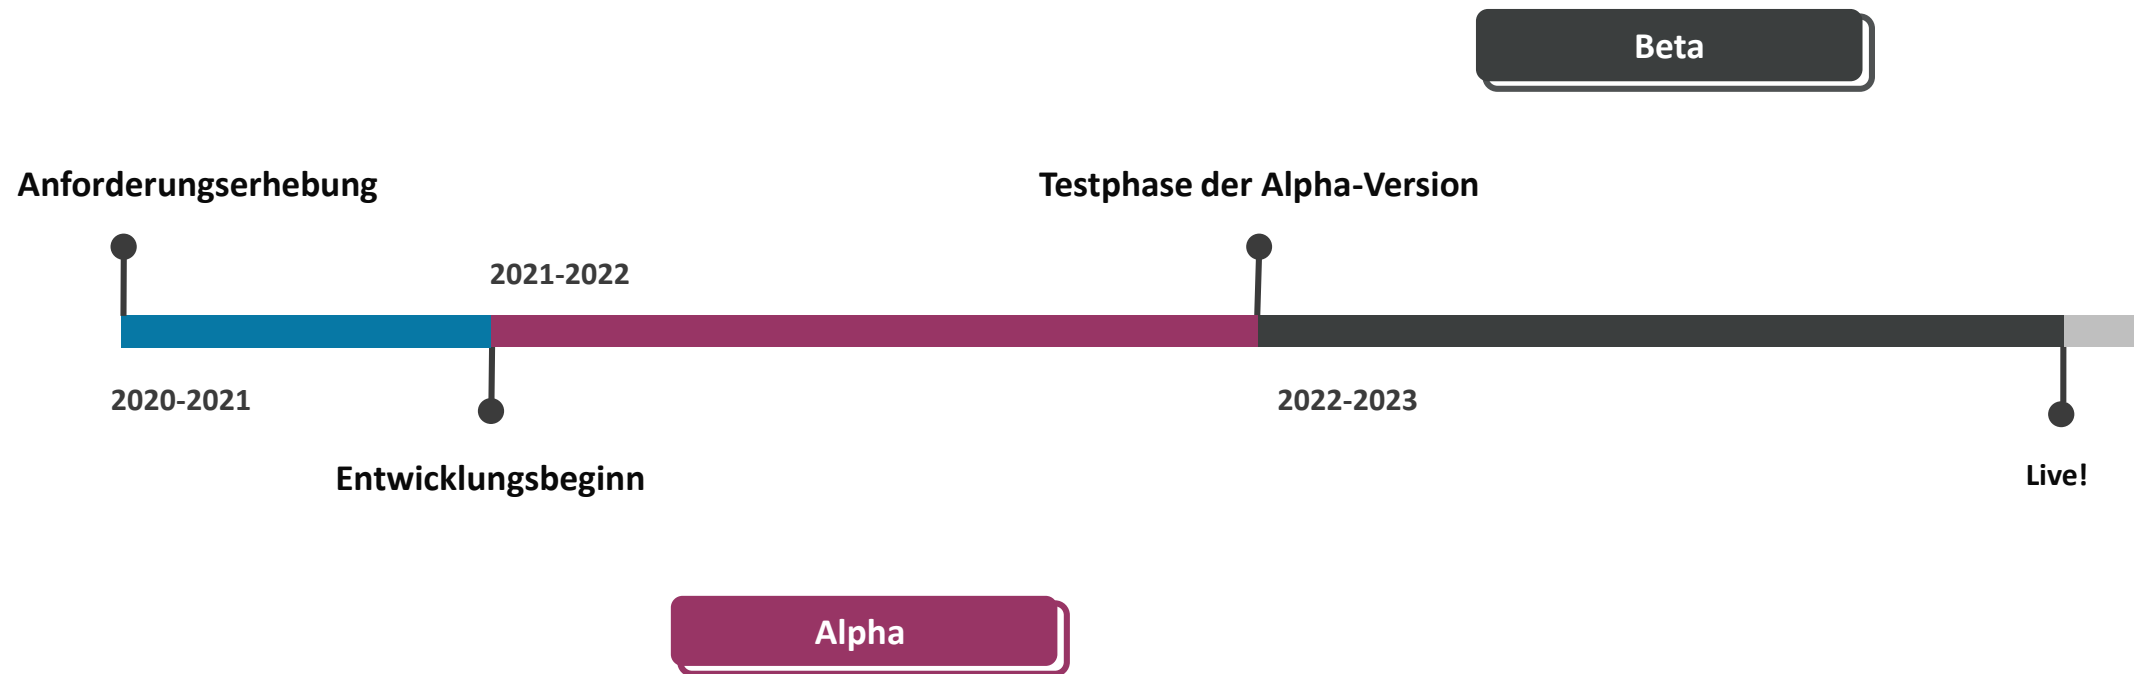 Beta
Anforderungserhebung
Testphase der Alpha-Version
2021-2022
2020-2021
2022-2023
Entwicklungsbeginn
Live!
Alpha